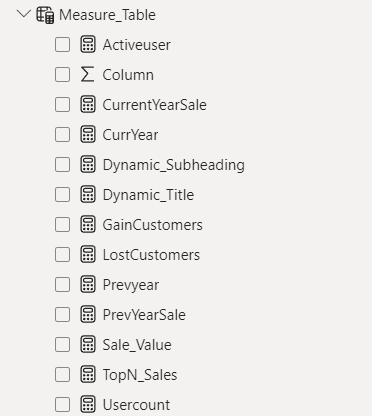 Measure_Table
Activeuser
Column
CurrentYearSale
CurrYear
Dynamic_Subheading
Dynamic_Title
GainCustomers
LostCustomers
Prevyear
PrevYearSale
Sale_Value
TopN_Sales
Usercount